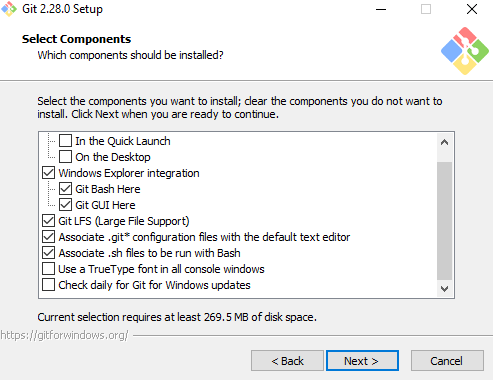 Git 2.28.0 Setup
Select Components
Which components should be installed?
Select the components you want to install; clear the components you do not want to
install. Click Next when you are ready to continue.
In the Quick Launch
On the Desktop
Windows Explorer integration
Git Bash Here
Git GUI Here
Git LFS (Large File Support)
Associate .git* configuration files with the default text editor
Associate .sh files to be run with Bash
Use a TrueType font in all console windows
Check daily for Git for Windows updates
Current selection requires at least 269.5 MB of disk space.
https://gitforwindows.org/
< Back
Next >
Cancel